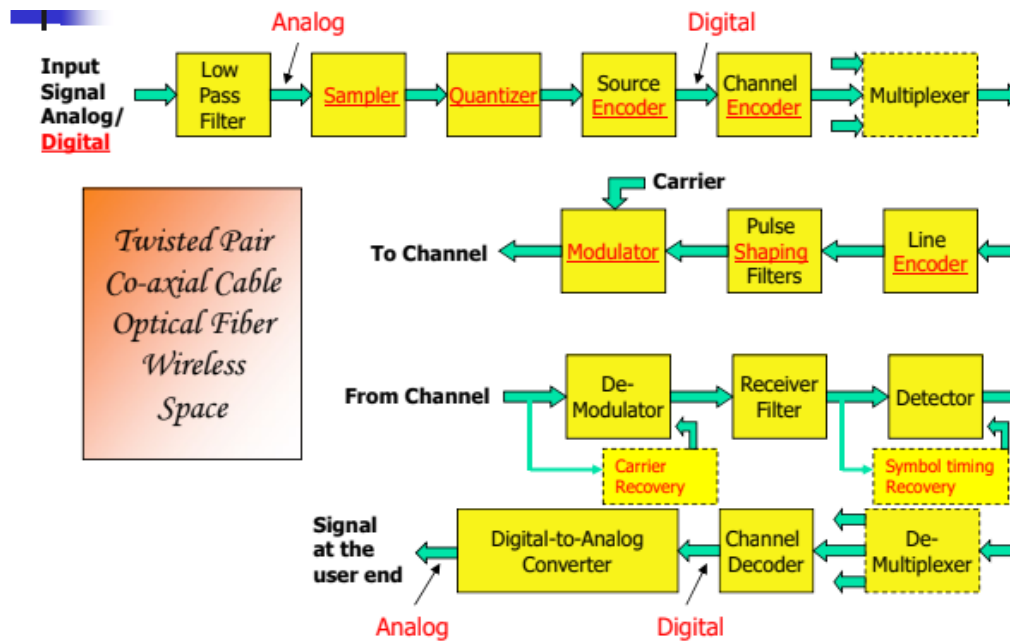 Analog
Digital
Input
Signal
Analog/
Digital
Low
Pass
Filter
Sampler
Quantizer
Source
Encoder
Channel
Encoder
Multiplexer
Carrier
To Channel
Modulator
Pulse
Shaping
Filters
Line
Encoder
Twisted Pair
Co-axial Cable
Optical Fiber
Wireless
Space
From Channel
De-
Modulator
Receiver
Filter
Detector
Carrier
Recovery
Symbol timing
Recovery
Signal
at the
user end
Digital-to-Analog
Converter
Channel
Decoder
De-
Multiplexer
Analog
Digital